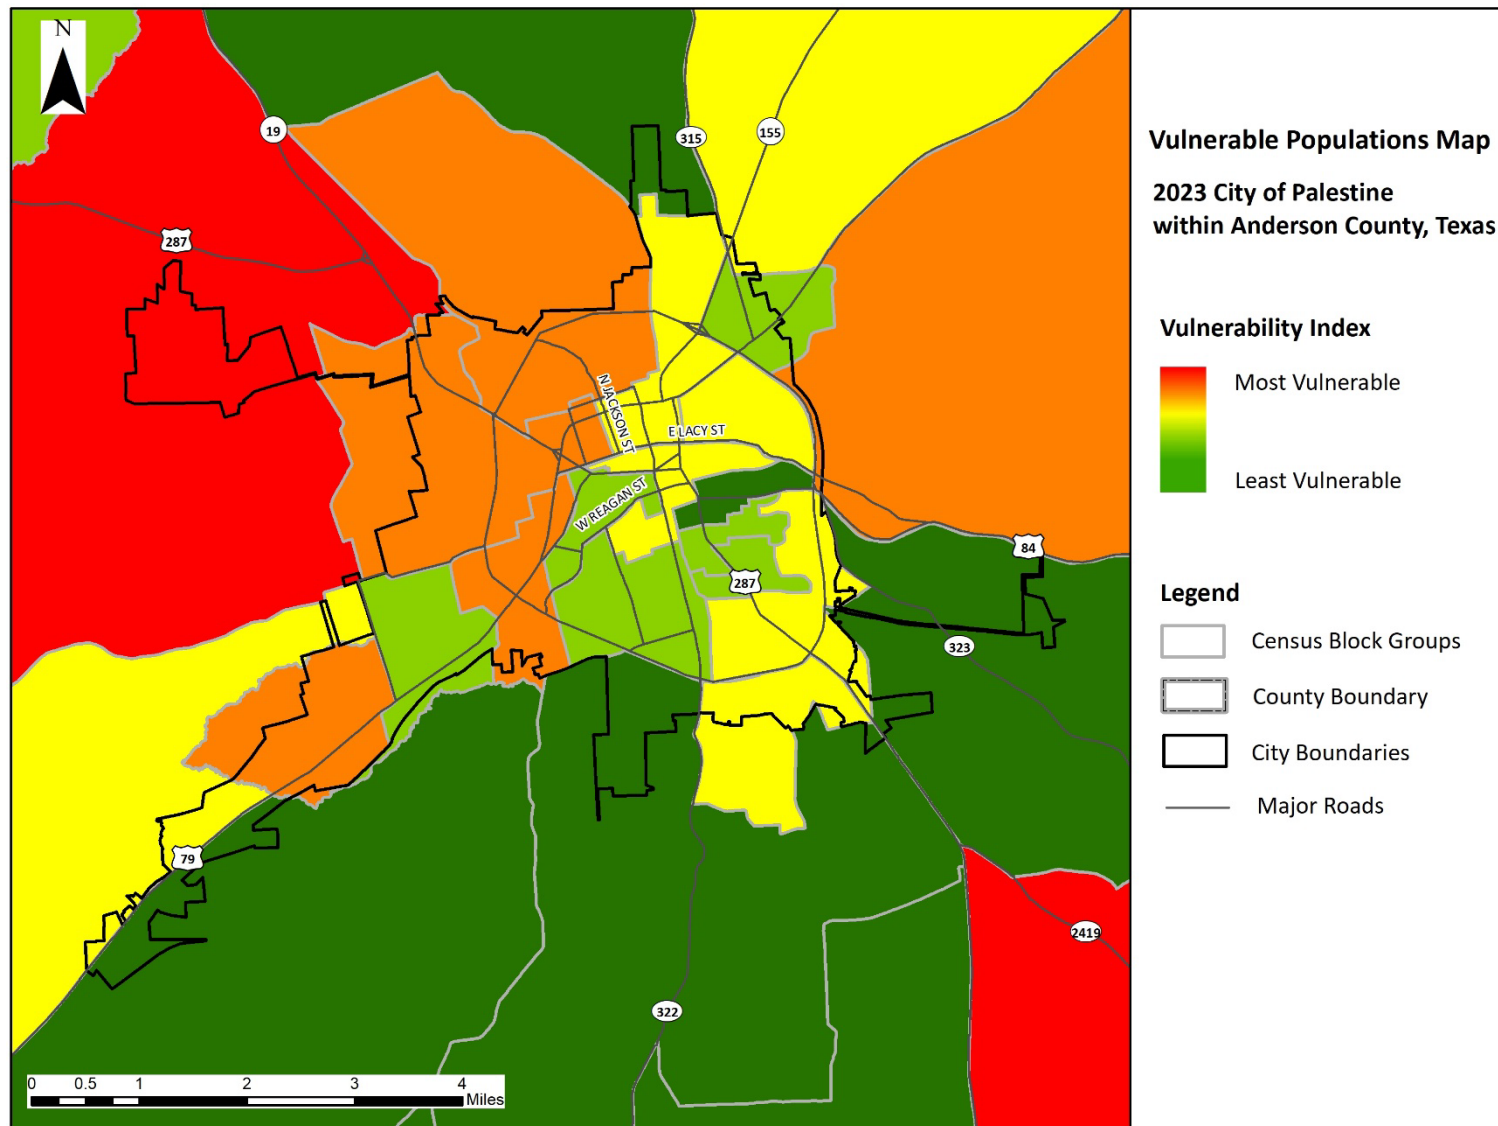 N
19
315
155
287
N JACKSON ST
E LACY ST
W REAGAN ST
84
287
323
79
2419
322
0 0.5 1 2 3 4
Miles
Vulnerable Populations Map
2023 City of Palestine
within Anderson County, Texas
Vulnerability Index
Most Vulnerable
Least Vulnerable
Legend
Census Block Groups
County Boundary
City Boundaries
Major Roads